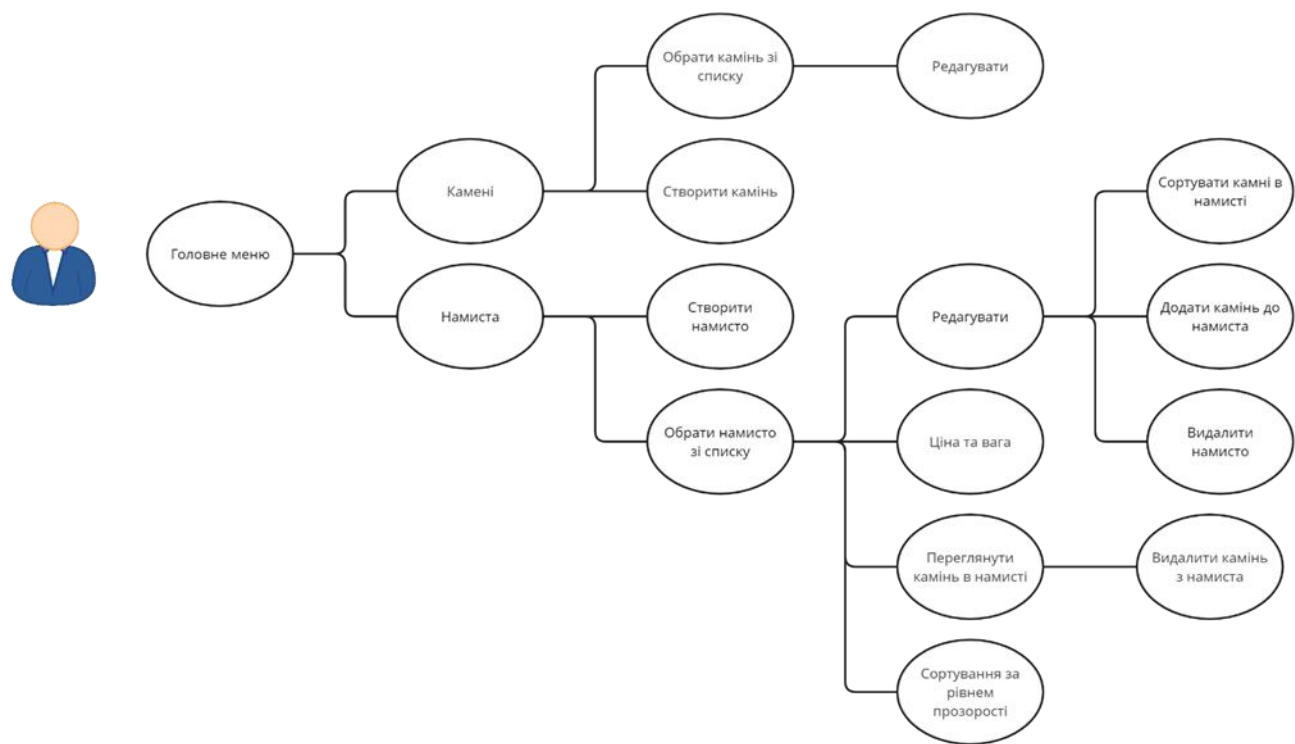 Обрати камінь зі
списку
Редагувати
Камені
Створити камінь
Сортувати камні в
намисті
Головне меню
Намиста
Створити
намисто
Редагувати
Додати камінь до
намиста
Обрати намисто
зі списку
Ціна та вага
Видалити
намисто
Переглянути
камінь в намисті
Видалити камінь
з намиста
Сортування за
рівнем
прозорості